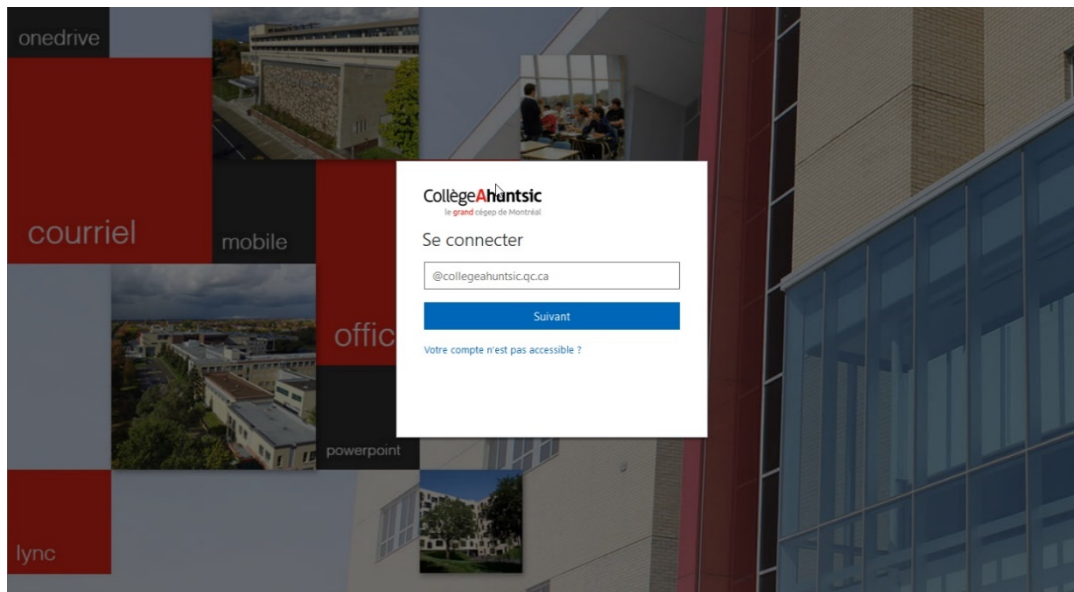 onedrive
courriel
mobile
offic
powerpoint
lync
CollègeAhuntsic
le grand cégep de Montréal
Se connecter
@collegeahuntsic.qc.ca
Suivant
Votre compte n'est pas accessible ?